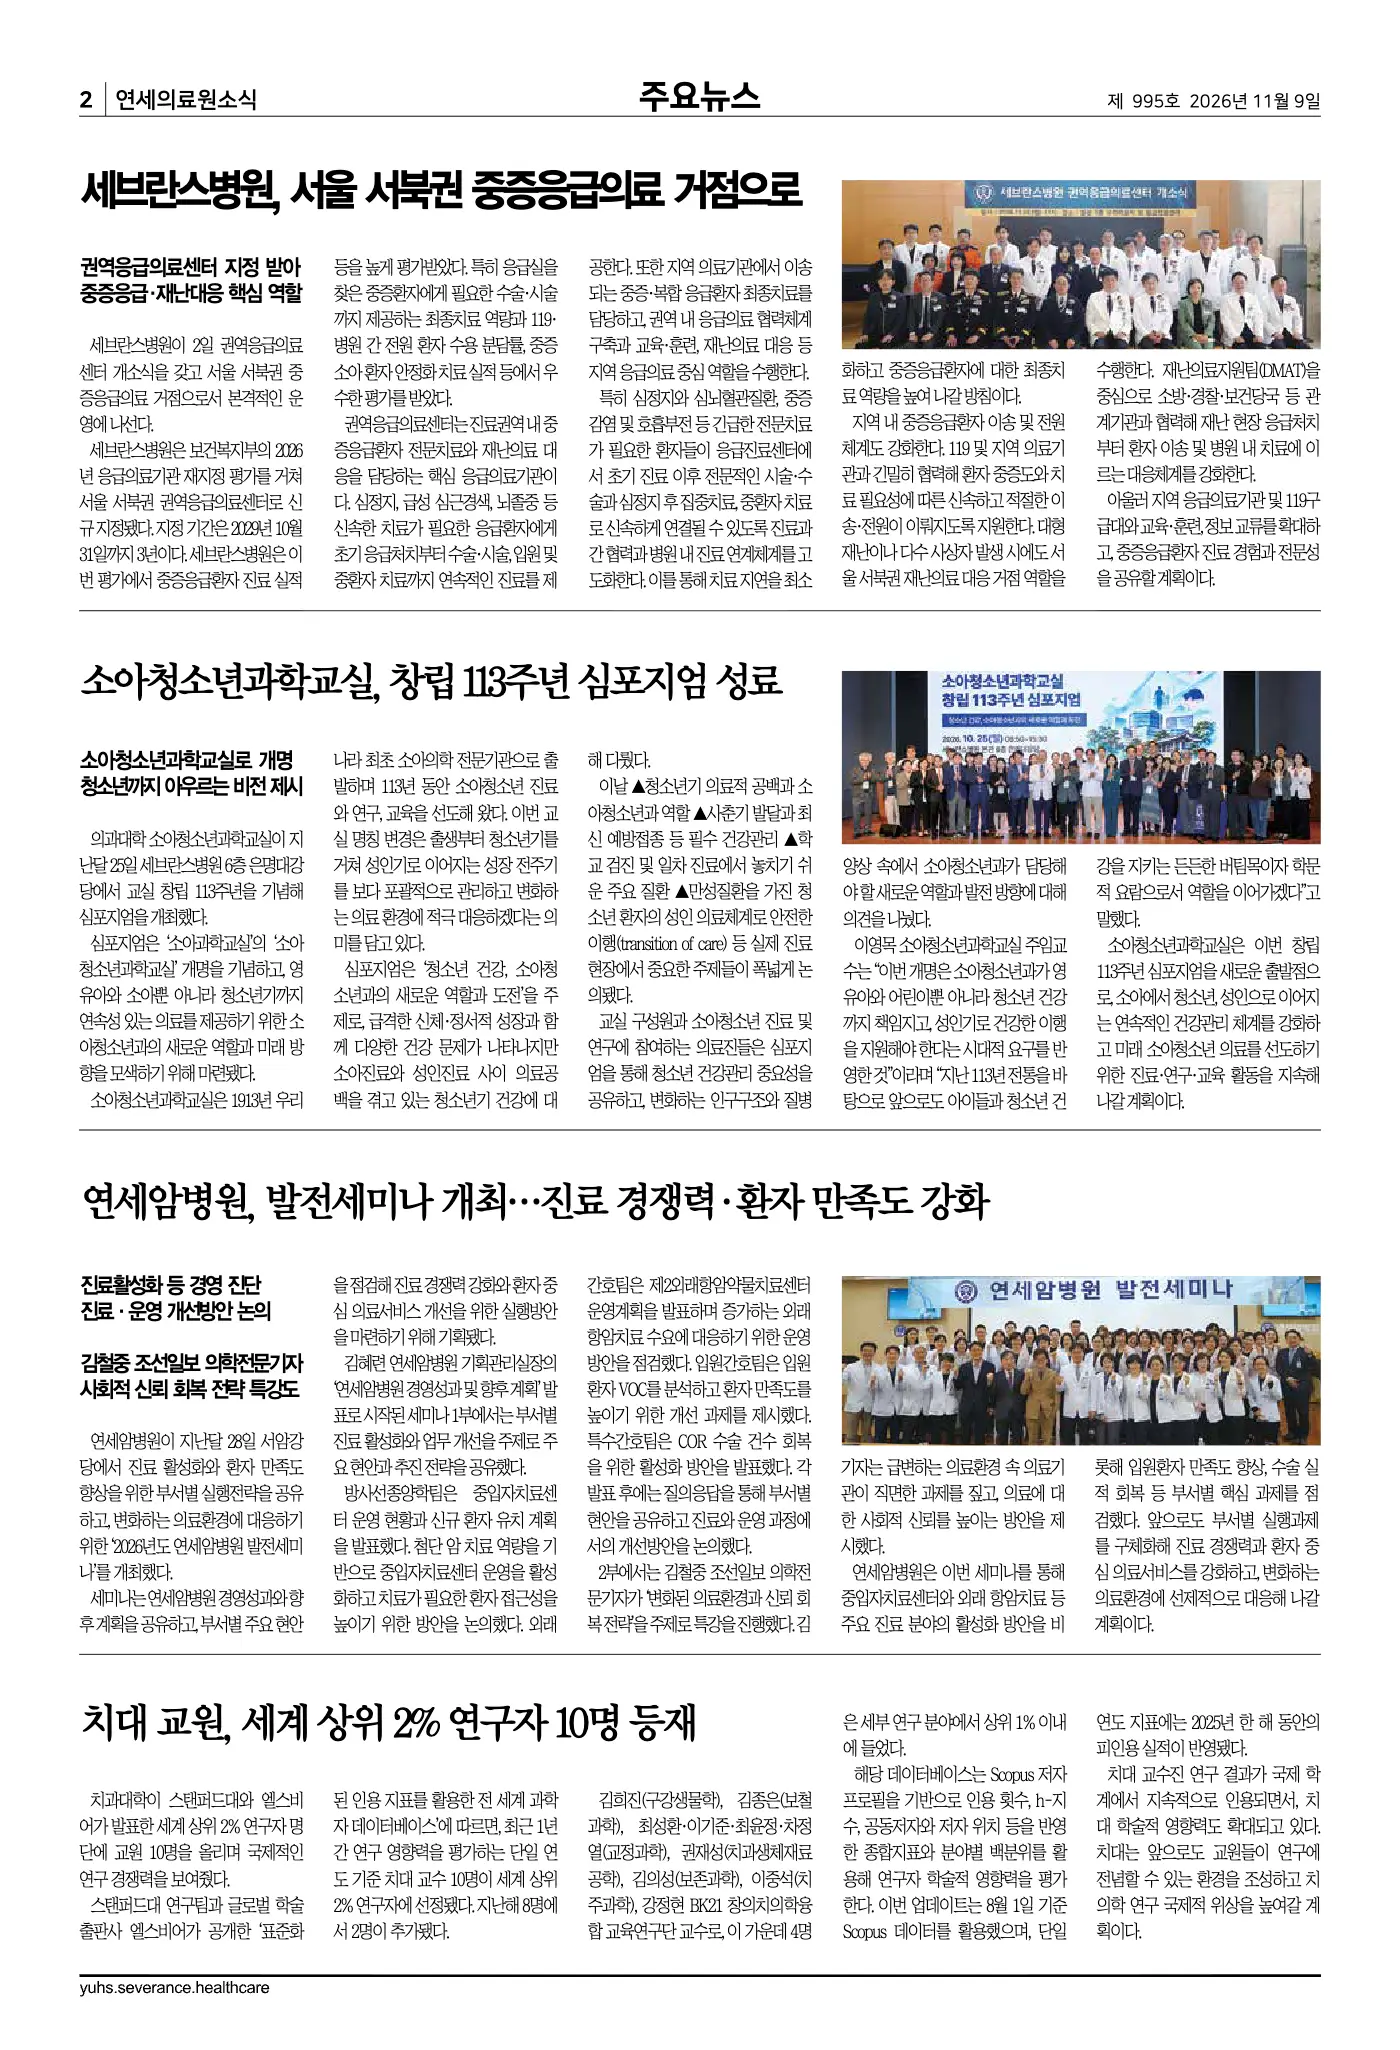 2 연세의료원소식
주요뉴스
제 995호 2026년 11월 9일
세브란스병원, 서울 서북권 중증응급의료 거점으로
권역응급의료센터 지정 받아
중증응급·재난대응 핵심 역할
세브란스병원이 2일 권역응급의료
센터 개소식을 갖고 서울 서북권 중
증응급의료 거점으로서 본격적인 운
영에 나선다.
세브란스병원은 보건복지부의 2026
년 응급의료기관 재지정 평가를 거쳐
서울 서북권 권역응급의료센터로 신
규 지정됐다. 지정 기간은 2029년 10월
31일까지 3년이다. 세브란스병원은 이
번 평가에서 중증응급환자 진료 실적
등을 높게 평가받았다. 특히 응급실을
찾은 중증환자에게 필요한 수술·시술
까지 제공하는 최종치료 역량과 119·
병원 간 전원 환자 수용 분담률, 중증
소아 환자 안정화 치료 실적 등에서 우
수한 평가를 받았다.
권역응급의료센터는 진료권역 내 중
증응급환자 전문치료와 재난의료 대
응을 담당하는 핵심 응급의료기관이
다. 심정지, 급성 심근경색, 뇌졸중 등
신속한 치료가 필요한 응급환자에게
초기 응급처치부터 수술·시술, 입원 및
중환자 치료까지 연속적인 진료를 제
공한다. 또한 지역 의료기관에서 이송
되는 중증·복합 응급환자 최종치료를
담당하고, 권역 내 응급의료 협력체계
구축과 교육·훈련, 재난의료 대응 등
지역 응급의료 중심 역할을 수행한다.
특히 심정지와 심뇌혈관질환, 중증
감염 및 호흡부전 등 긴급한 전문치료
가 필요한 환자들이 응급진료센터에
서 초기 진료 이후 전문적인 시술·수
술과 심정지 후 집중치료, 중환자 치료
로 신속하게 연결될 수 있도록 진료과
간 협력과 병원 내 진료 연계체계를 고
도화한다. 이를 통해 치료 지연을 최소
세브란스병원 권역응급의료센터 개소식
화하고 중증응급환자에 대한 최종치
료 역량을 높여 나갈 방침이다.
지역 내 중증응급환자 이송 및 전원
체계도 강화한다. 119 및 지역 의료기
관과 긴밀히 협력해 환자 중증도와 치
료 필요성에 따른 신속하고 적절한 이
송·전원이 이뤄지도록 지원한다. 대형
재난이나 다수 사상자 발생 시에도 서
울 서북권 재난의료 대응 거점 역할을
수행한다. 재난의료지원팀(DMAT)을
중심으로 소방·경찰·보건당국 등 관
계기관과 협력해 재난 현장 응급처치
부터 환자 이송 및 병원 내 치료에 이
르는 대응체계를 강화한다.
아울러 지역 응급의료기관 및 119구
급대와 교육·훈련, 정보 교류를 확대하
고, 중증응급환자 진료 경험과 전문성
을 공유할 계획이다.
소아청소년과학교실, 창립 113주년 심포지엄 성료
소아청소년과학교실로 개명
청소년까지 아우르는 비전 제시
의과대학 소아청소년과학교실이 지
난달 25일 세브란스병원 6층 은명대강
당에서 교실 창립 113주년을 기념해
심포지엄을 개최했다.
심포지엄은 ‘소아과학교실’의 ‘소아
청소년과학교실’ 개명을 기념하고, 영
유아와 소아뿐 아니라 청소년기까지
연속성 있는 의료를 제공하기 위한 소
아청소년과의 새로운 역할과 미래 방
향을 모색하기 위해 마련됐다.
소아청소년과학교실은 1913년 우리
나라 최초 소아의학 전문기관으로 출
발하며 113년 동안 소아청소년 진료
와 연구, 교육을 선도해 왔다. 이번 교
실 명칭 변경은 출생부터 청소년기를
거쳐 성인기로 이어지는 성장 전주기
를 보다 포괄적으로 관리하고 변화하
는 의료 환경에 적극 대응하겠다는 의
미를 담고 있다.
심포지엄은 ‘청소년 건강, 소아청
소년과의 새로운 역할과 도전’을 주
제로, 급격한 신체·정서적 성장과 함
께 다양한 건강 문제가 나타나지만
소아진료와 성인진료 사이 의료공
백을 겪고 있는 청소년기 건강에 대
해 다뤘다.
이날 ▲청소년기 의료적 공백과 소
아청소년과 역할 ▲사춘기 발달과 최
신 예방접종 등 필수 건강관리 ▲학
교 검진 및 일차 진료에서 놓치기 쉬
운 주요 질환 ▲만성질환을 가진 청
소년 환자의 성인 의료체계로 안전한
이행(transition of care) 등 실제 진료
현장에서 중요한 주제들이 폭넓게 논
의됐다.
교실 구성원과 소아청소년 진료 및
연구에 참여하는 의료진들은 심포지
엄을 통해 청소년 건강관리 중요성을
공유하고, 변화하는 인구구조와 질병
소아청소년과학교실
창립 113주년 심포지엄
청소년 건강, 소아청소년과의 새로운 역할과 도전
2026. 10. 25(월) 08:50-15:30
양상 속에서 소아청소년과가 담당해
야 할 새로운 역할과 발전 방향에 대해
의견을 나눴다.
이영목 소아청소년과학교실 주임교
수는 “이번 개명은 소아청소년과가 영
유아와 어린이뿐 아니라 청소년 건강
까지 책임지고, 성인기로 건강한 이행
을 지원해야 한다는 시대적 요구를 반
영한 것”이라며 “지난 113년 전통을 바
탕으로 앞으로도 아이들과 청소년 건
강을 지키는 든든한 버팀목이자 학문
적 요람으로서 역할을 이어가겠다”고
말했다.
소아청소년과학교실은 이번 창립
113주년 심포지엄을 새로운 출발점으
로, 소아에서 청소년, 성인으로 이어지
는 연속적인 건강관리 체계를 강화하
고 미래 소아청소년 의료를 선도하기
위한 진료·연구·교육 활동을 지속해
나갈 계획이다.
연세암병원, 발전세미나 개최…진료 경쟁력·환자 만족도 강화
진료활성화 등 경영 진단
진료·운영 개선방안 논의
김철중 조선일보 의학전문기자
사회적 신뢰 회복 전략 특강도
연세암병원이 지난달 28일 서암강
당에서 진료 활성화와 환자 만족도
향상을 위한 부서별 실행전략을 공유
하고, 변화하는 의료환경에 대응하기
위한 ‘2026년도 연세암병원 발전세미
나’를 개최했다.
세미나는 연세암병원 경영성과와 향
후 계획을 공유하고, 부서별 주요 현안
을 점검해 진료 경쟁력 강화와 환자 중
심 의료서비스 개선을 위한 실행방안
을 마련하기 위해 기획됐다.
김혜련 연세암병원 기획관리실장의
‘연세암병원 경영성과 및 향후 계획’ 발
표로 시작된 세미나 1부에서는 부서별
진료 활성화와 업무 개선을 주제로 주
요 현안과 추진 전략을 공유했다.
방사선종양학팀은 중입자치료센
터 운영 현황과 신규 환자 유치 계획
을 발표했다. 첨단 암 치료 역량을 기
반으로 중입자치료센터 운영을 활성
화하고 치료가 필요한 환자 접근성을
높이기 위한 방안을 논의했다. 외래
간호팀은 제2외래항암약물치료센터
운영계획을 발표하며 증가하는 외래
항암치료 수요에 대응하기 위한 운영
방안을 점검했다. 입원간호팀은 입원
환자 VOC를 분석하고 환자 만족도를
높이기 위한 개선 과제를 제시했다.
특수간호팀은 COR 수술 건수 회복
을 위한 활성화 방안을 발표했다. 각
발표 후에는 질의응답을 통해 부서별
현안을 공유하고 진료와 운영 과정에
서의 개선방안을 논의했다.
2부에서는 김철중 조선일보 의학전
문기자가 ‘변화된 의료환경과 신뢰 회
복 전략’을 주제로 특강을 진행했다. 김
연세암병원 발전세미나
기자는 급변하는 의료환경 속 의료기
관이 직면한 과제를 짚고, 의료에 대
한 사회적 신뢰를 높이는 방안을 제
시했다.
연세암병원은 이번 세미나를 통해
중입자치료센터와 외래 항암치료 등
주요 진료 분야의 활성화 방안을 비
롯해 입원환자 만족도 향상, 수술 실
적 회복 등 부서별 핵심 과제를 점
검했다. 앞으로도 부서별 실행과제
를 구체화해 진료 경쟁력과 환자 중
심 의료서비스를 강화하고, 변화하는
의료환경에 선제적으로 대응해 나갈
계획이다.
치대 교원, 세계 상위 2% 연구자 10명 등재
치과대학이 스탠퍼드대와 엘스비
어가 발표한 세계 상위 2% 연구자 명
단에 교원 10명을 올리며 국제적인
연구 경쟁력을 보여줬다.
스탠퍼드대 연구팀과 글로벌 학술
출판사 엘스비어가 공개한 ‘표준화
된 인용 지표를 활용한 전 세계 과학
자 데이터베이스’에 따르면, 최근 1년
간 연구 영향력을 평가하는 단일 연
도 기준 치대 교수 10명이 세계 상위
2% 연구자에 선정됐다. 지난해 8명에
서 2명이 추가됐다.
김희진(구강생물학), 김종은(보철
과학), 최성환·이기준·최윤정·차정
열(교정과학), 권재성(치과생체재료
공학), 김의성(보존과학), 이중석(치
주과학), 강정현 BK21 창의치의학융
합 교육연구단 교수로, 이 가운데 4명
은 세부 연구 분야에서 상위 1% 이내
에 들었다.
해당 데이터베이스는 Scopus 저자
프로필을 기반으로 인용 횟수, h-지
수, 공동저자와 저자 위치 등을 반영
한 종합지표와 분야별 백분위를 활
용해 연구자 학술적 영향력을 평가
한다. 이번 업데이트는 8월 1일 기준
Scopus 데이터를 활용했으며, 단일
연도 지표에는 2025년 한 해 동안의
피인용 실적이 반영됐다.
치대 교수진 연구 결과가 국제 학
계에서 지속적으로 인용되면서, 치
대 학술적 영향력도 확대되고 있다.
치대는 앞으로도 교원들이 연구에
전념할 수 있는 환경을 조성하고 치
의학 연구 국제적 위상을 높여갈 계
획이다.
yuhs.severance.healthcare